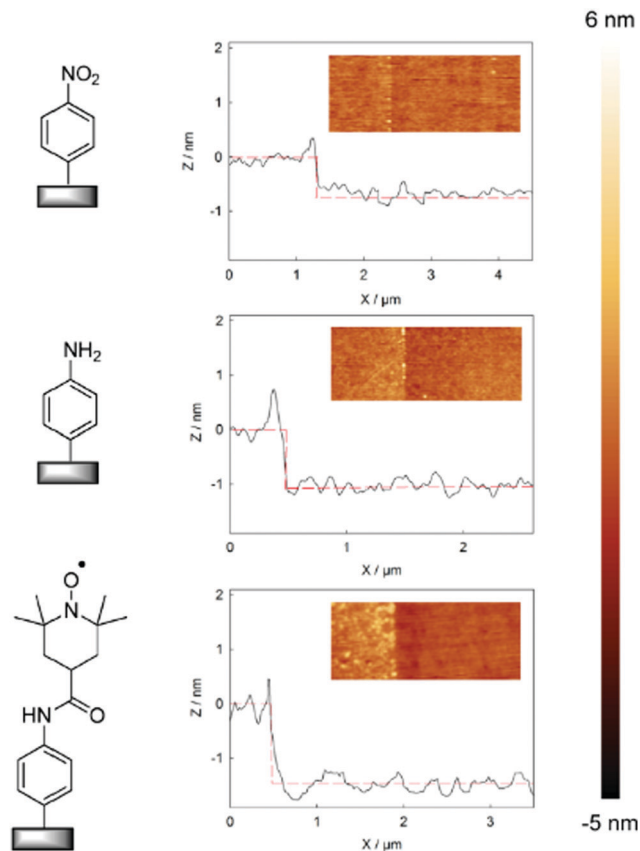 6 nm
NO2
2
1
0
-1
Z / nm
0 1 2 3 4
X / μm
NH2
2
1
0
-1
Z / nm
0 1 2
X / μm
O•
N
HN
O
2
1
0
-1
Z / nm
0 1 2 3
X / μm
-5 nm